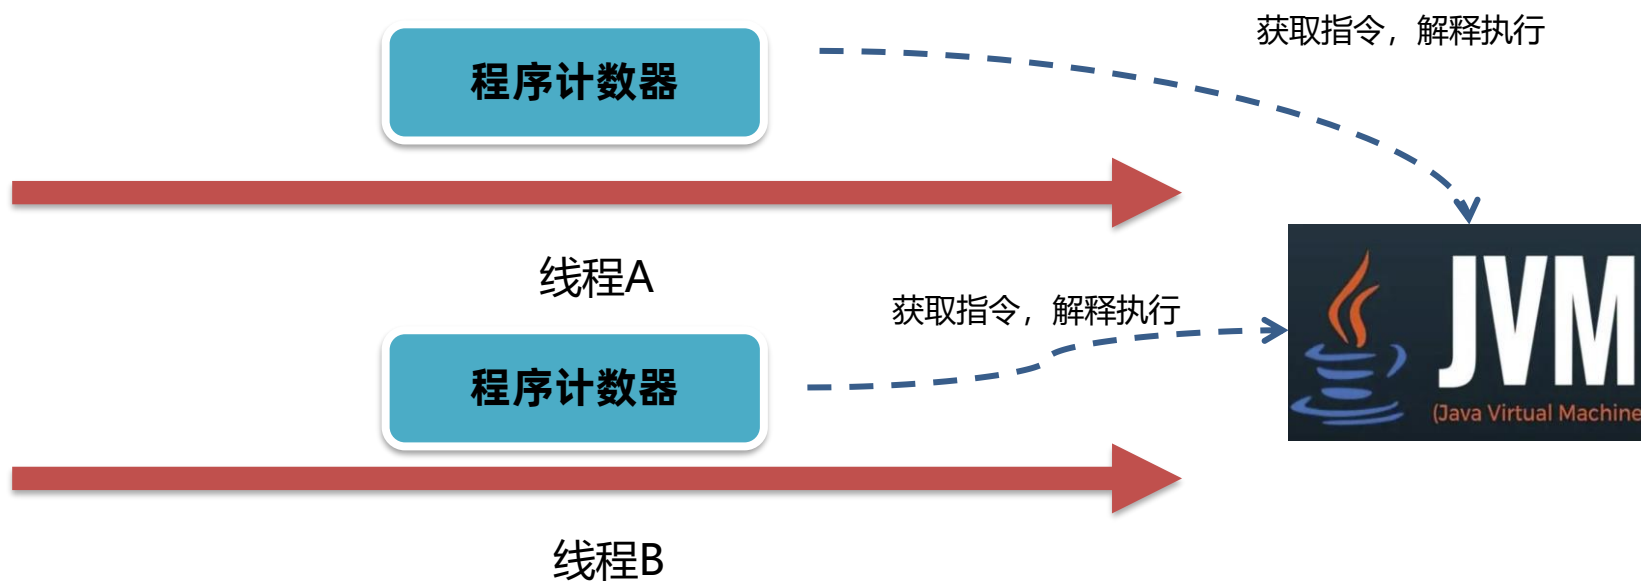 获取指令，解释执行
程序计数器
线程A
获取指令，解释执行
程序计数器
JVM
(Java Virtual Machine
线程B